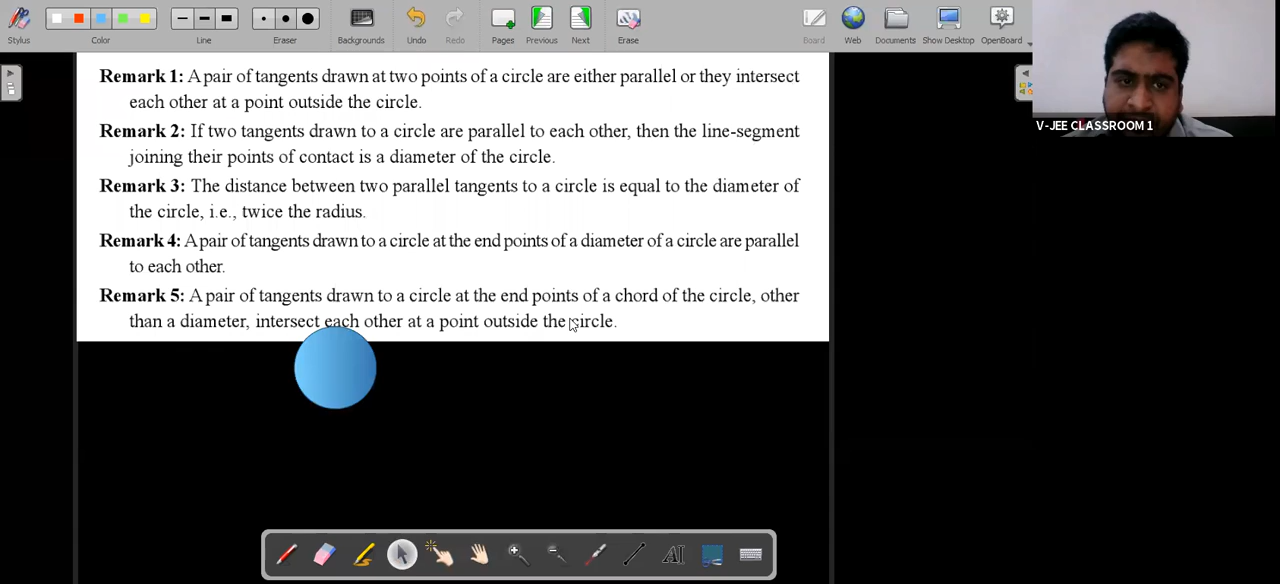 Stylus Color Line Eraser Backgrounds Undo Redo Pages Previous Next Erase Board Web Documents Show Desktop OpenBoard
Remark 1: A pair of tangents drawn at two points of a circle are either parallel or they intersect
each other at a point outside the circle.
Remark 2: If two tangents drawn to a circle are parallel to each other, then the line-segment
joining their points of contact is a diameter of the circle.
Remark 3: The distance between two parallel tangents to a circle is equal to the diameter of
the circle, i.e., twice the radius.
Remark 4: A pair of tangents drawn to a circle at the end points of a diameter of a circle are parallel
to each other.
Remark 5: A pair of tangents drawn to a circle at the end points of a chord of the circle, other
than a diameter, intersect each other at a point outside the circle.
V-JEE CLASSROOM 1
AI